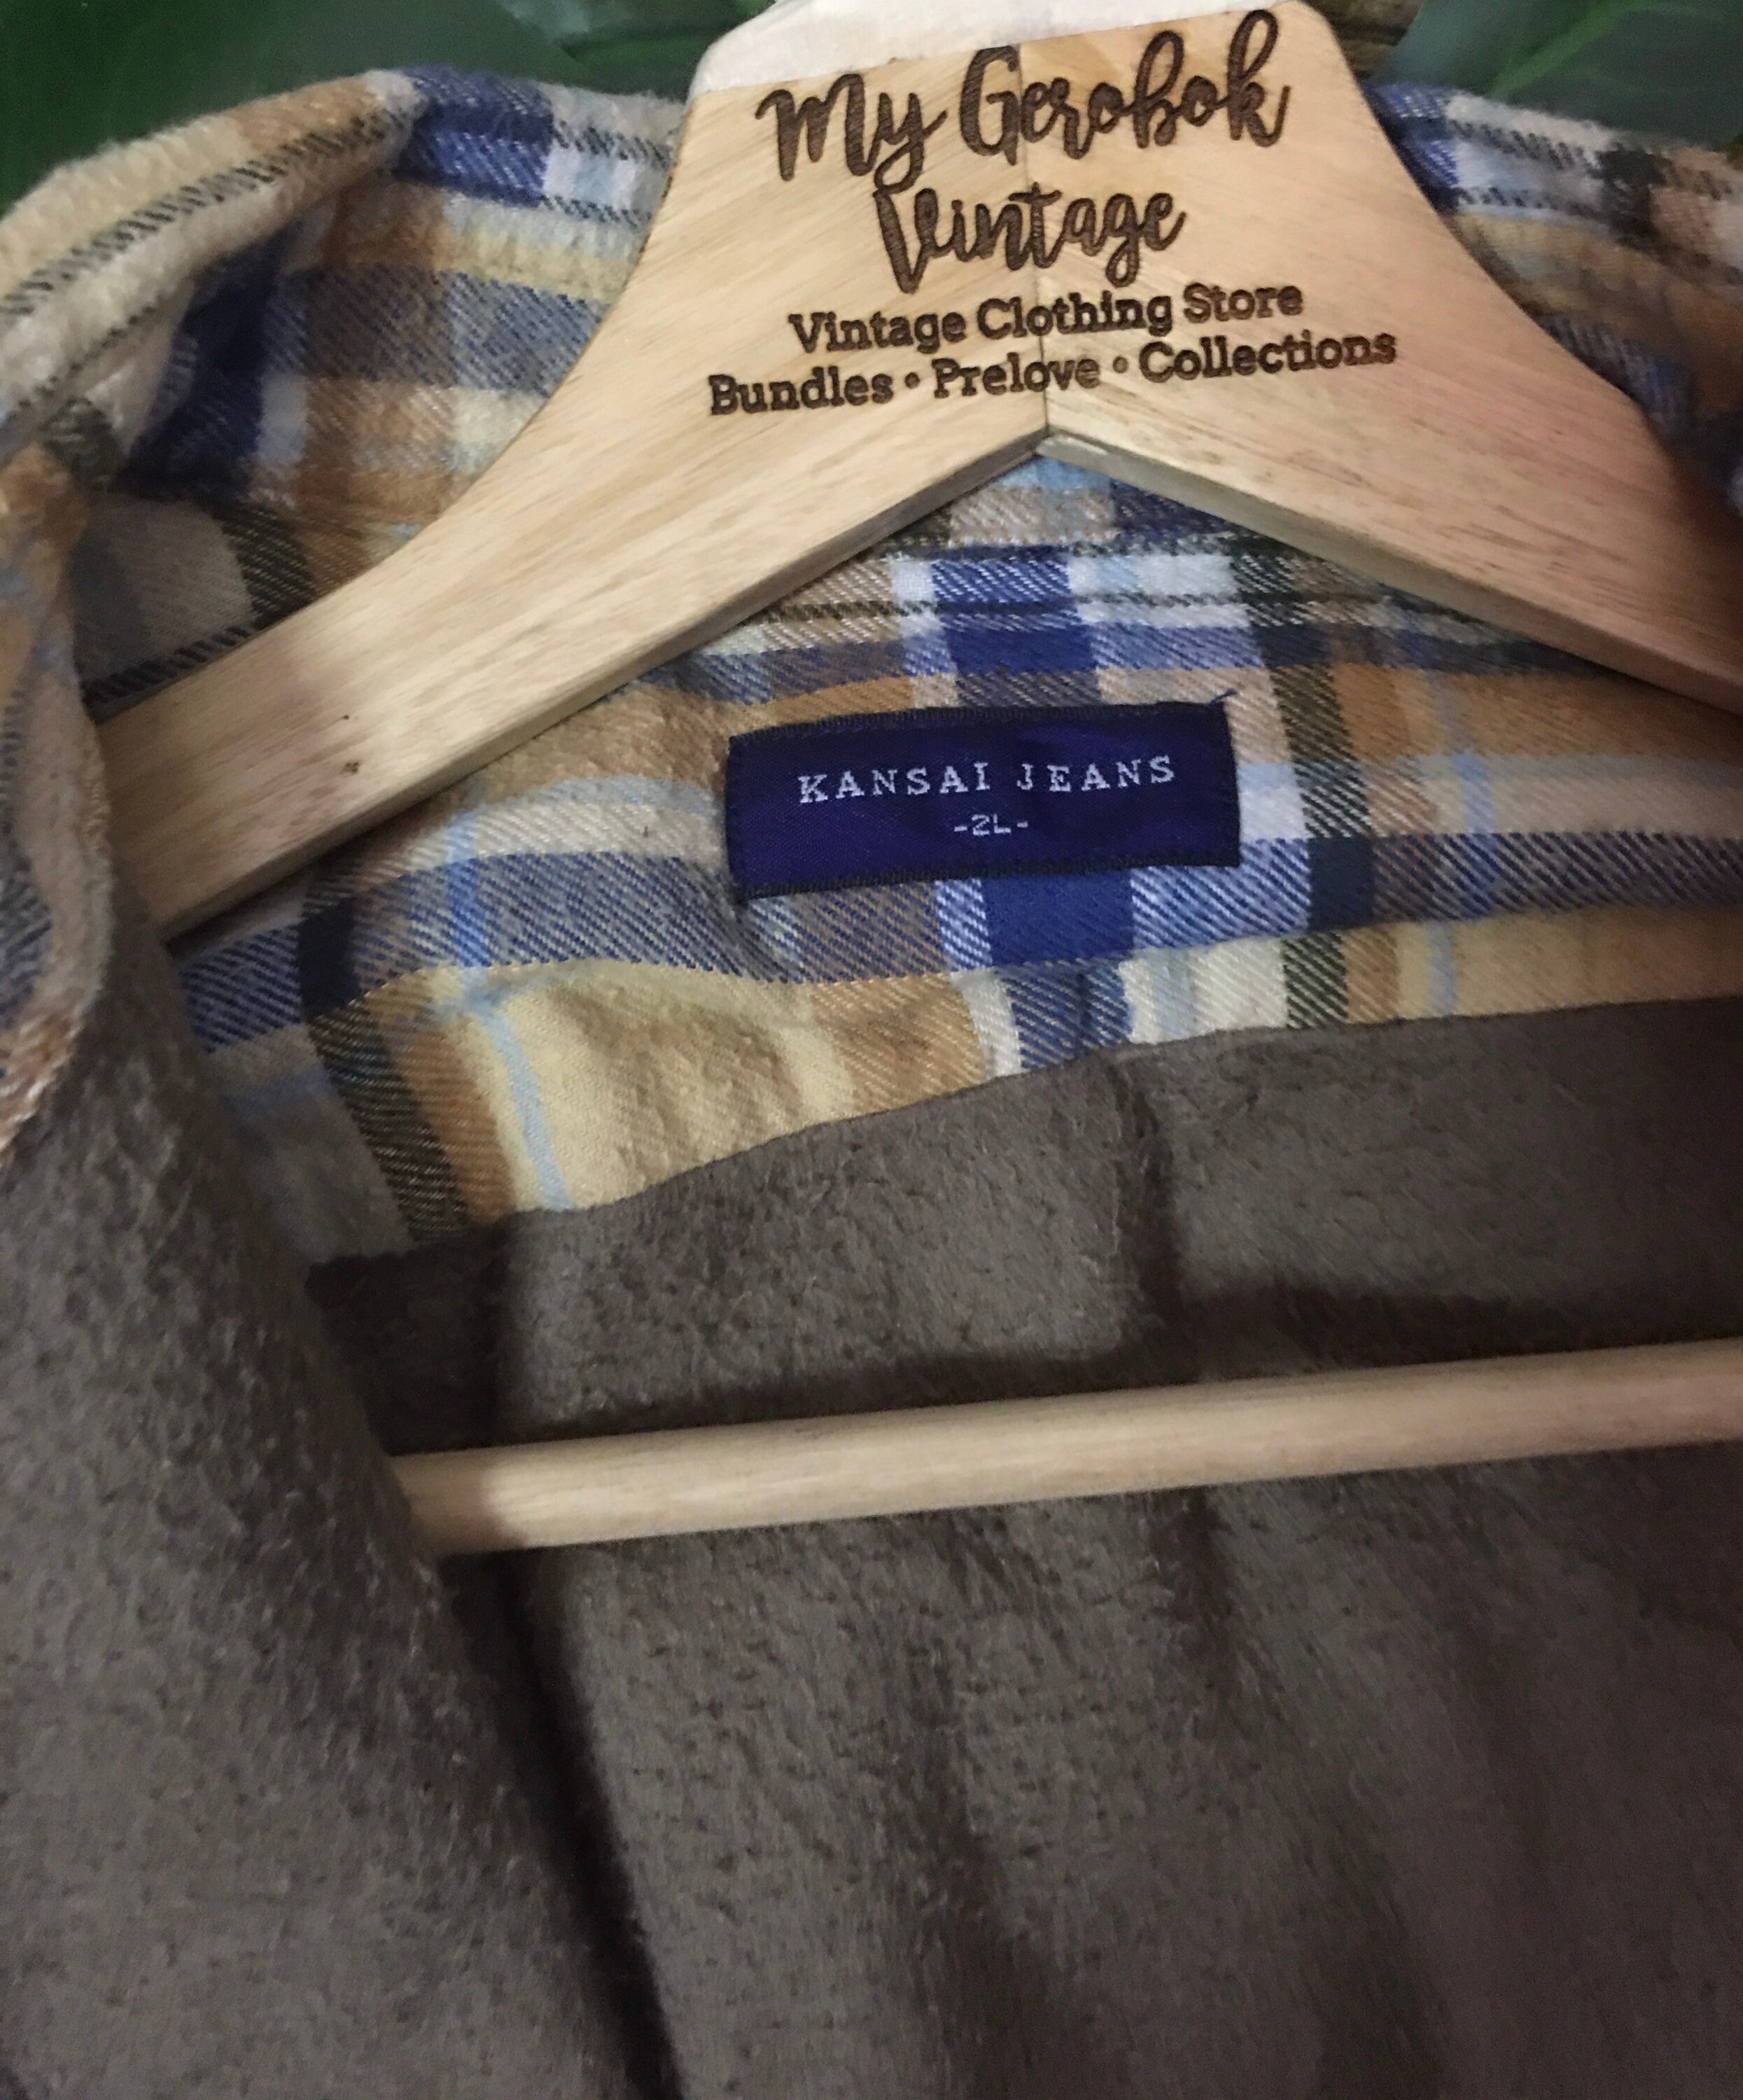 My Gerobok
Vintage
Vintage Clothing Store
Bundles • Prelove • Collections
KANSAI JEANS
-2L-